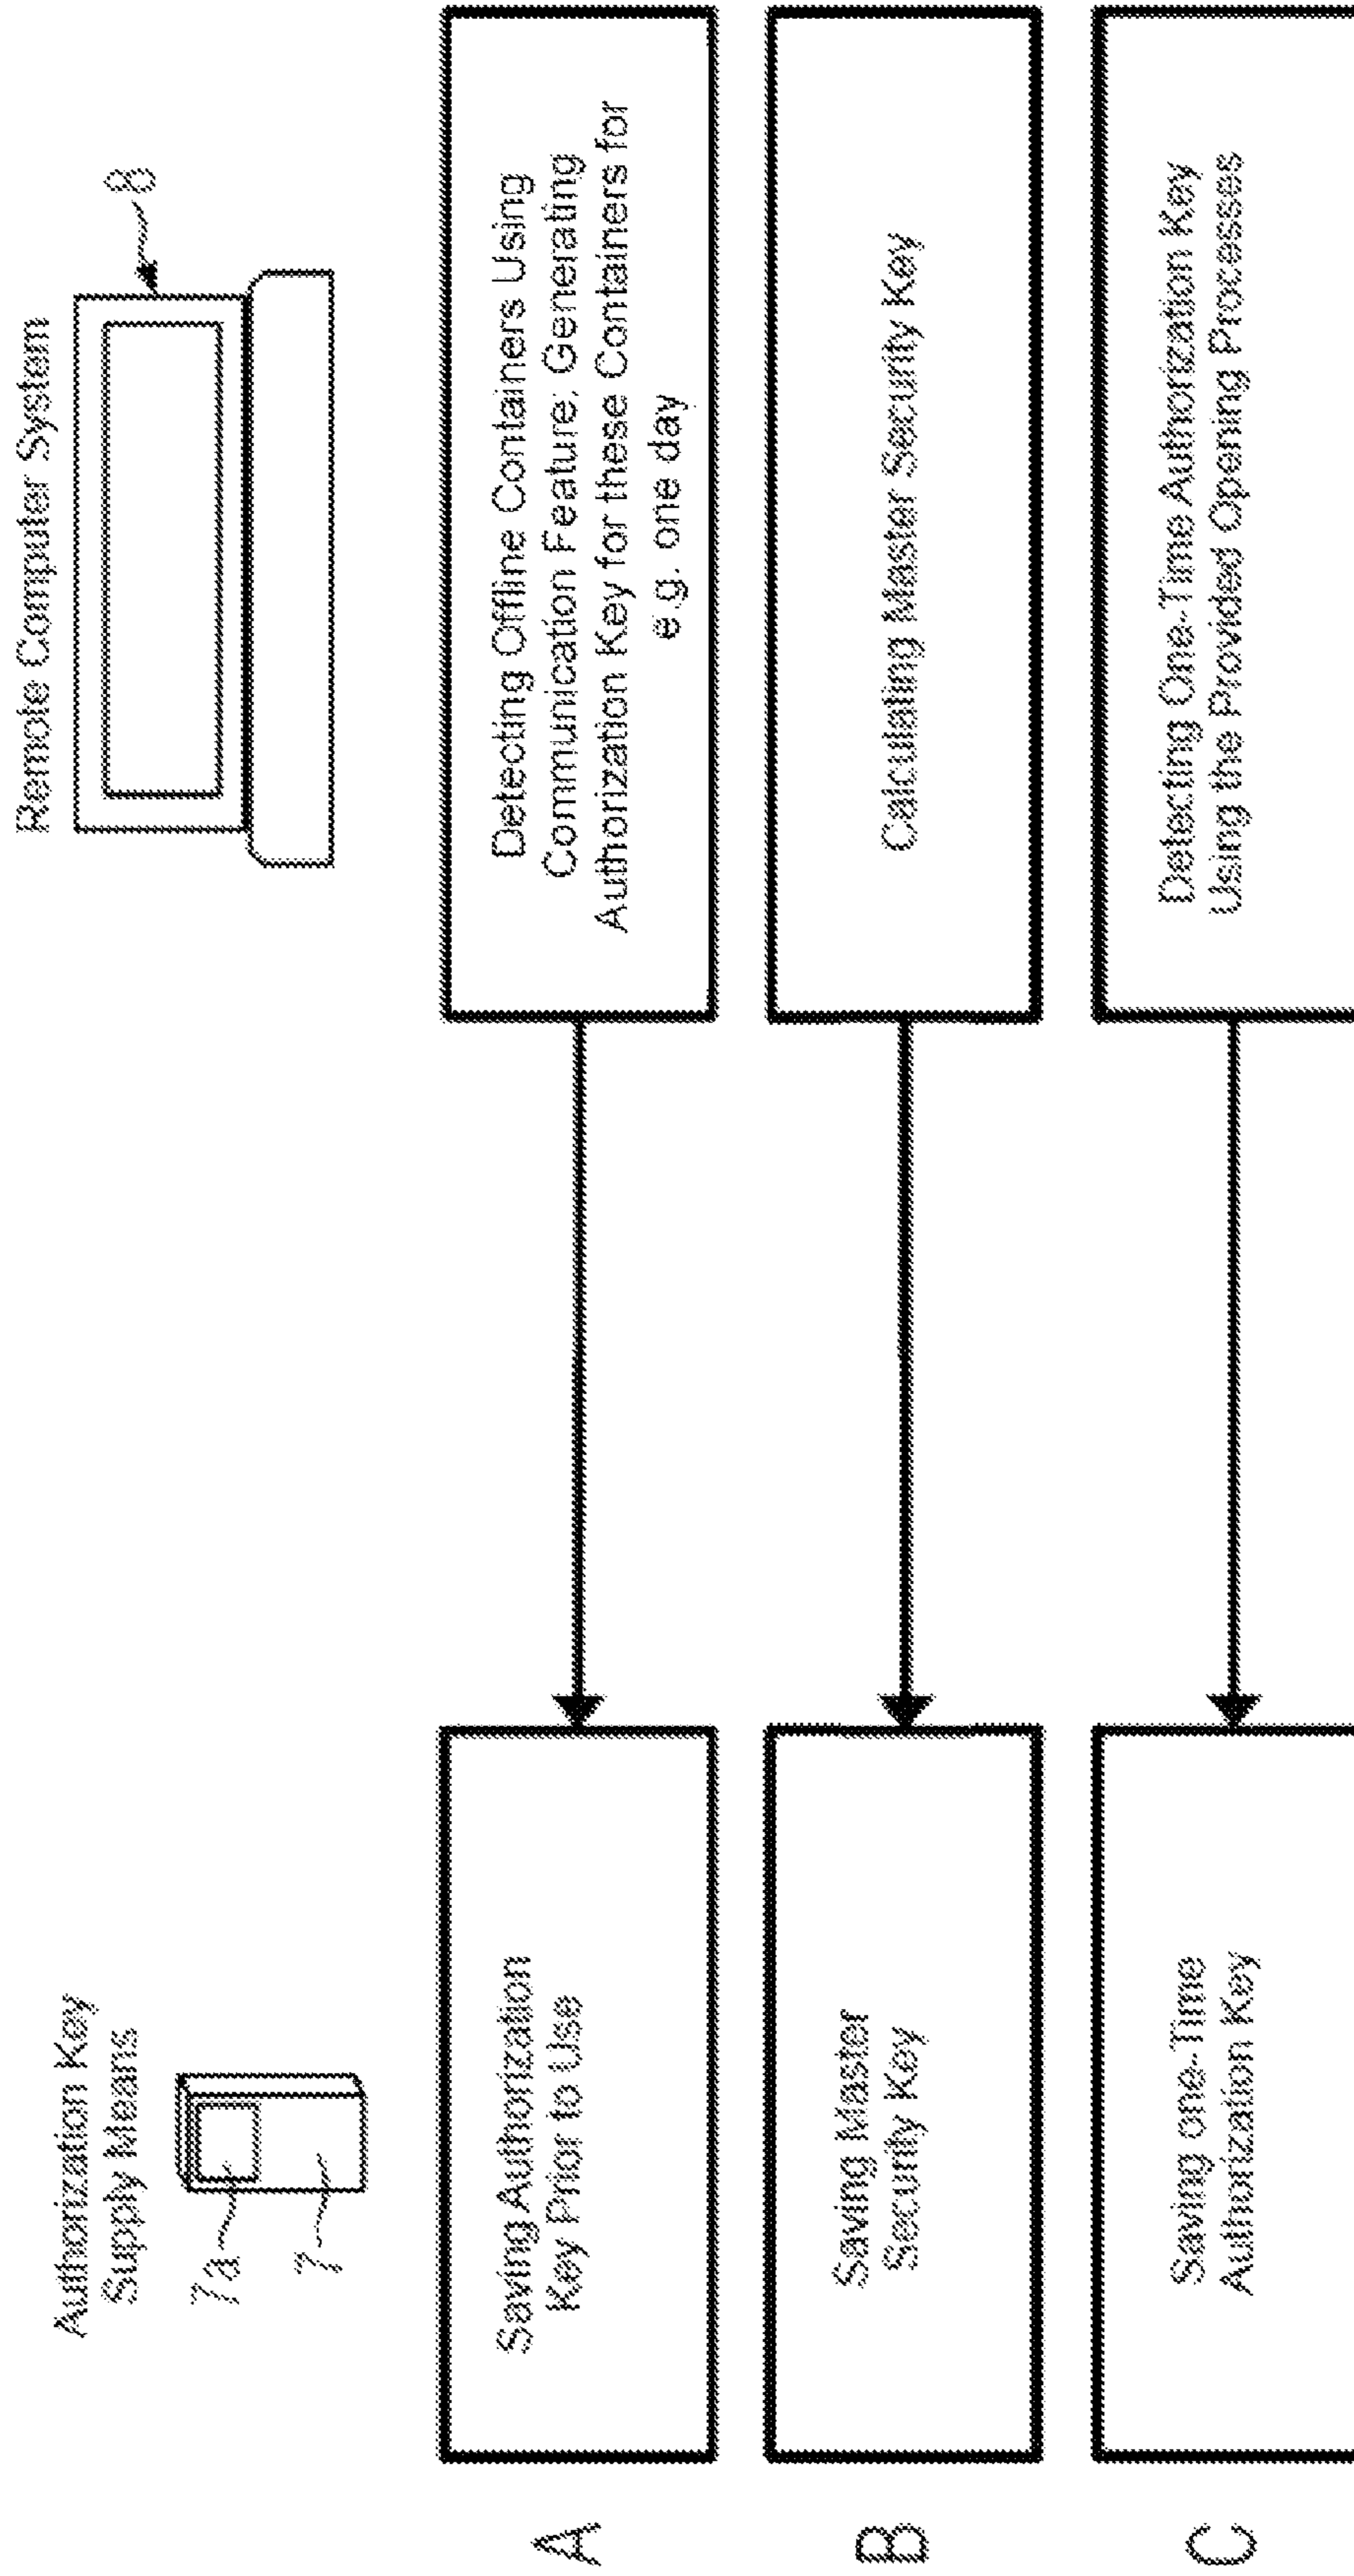 Authorization Key
Supply Means
7a
7
Remote Computer System
8
A
Saving Authorization
Key Prior to Use
Detecting Offline Containers Using
Communication Feature; Generating
Authorization Key for these Containers for
e.g. one day
B
Saving Master
Security Key
Calculating Master Security Key
C
Saving one-Time
Authorization Key
Detecting One-Time Authorization Key
Using the Provided Opening Processes